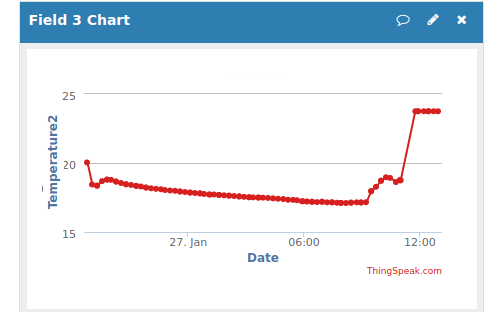 Field 3 Chart
25
20
15
Temperature2
27. Jan
06:00
12:00
Date
ThingSpeak.com